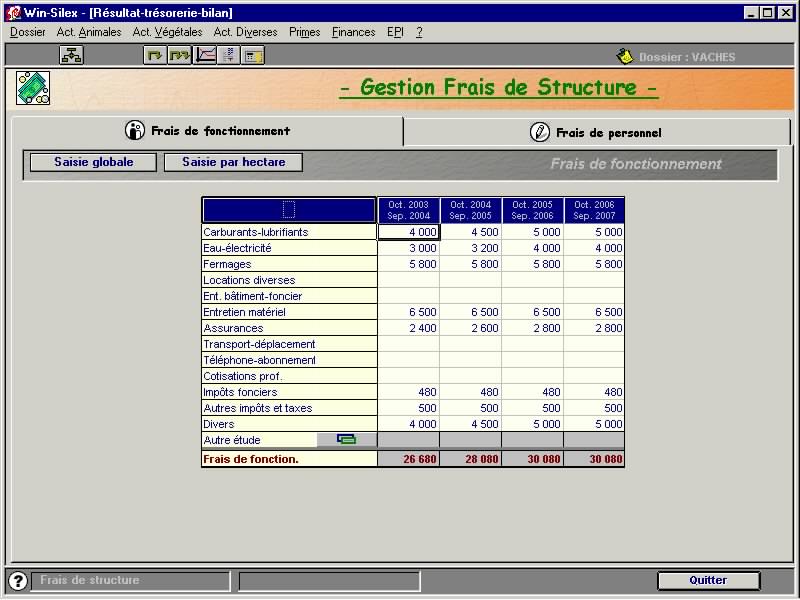 Win-Silex - [Résultat-trésorerie-bilan]
Dossier Act. Animales Act. Végétales Act. Diverses Primes Finances EPI ?
Dossier : VACHES
- Gestion Frais de Structure -
Frais de fonctionnement Frais de personnel
Saisie globale Saisie par hectare Frais de fonctionnement
Oct. 2003 Oct. 2004 Oct. 2005 Oct. 2006
Sep. 2004 Sep. 2005 Sep. 2006 Sep. 2007
Carburants-lubrifiants 4 000 4 500 5 000 5 000
Eau-électricité 3 000 3 200 4 000 4 000
Fermages 5 800 5 800 5 800 5 800
Locations diverses
Ent. bâtiment-foncier
Entretien matériel 6 500 6 500 6 500 6 500
Assurances 2 400 2 600 2 800 2 800
Transport-déplacement
Téléphone-abonnement
Cotisations prof.
Impôts fonciers 480 480 480 480
Autres impôts et taxes 500 500 500 500
Divers 4 000 4 500 5 000 5 000
Autre étude
Frais de fonction. 26 680 28 080 30 080 30 080
? Frais de structure Quitter